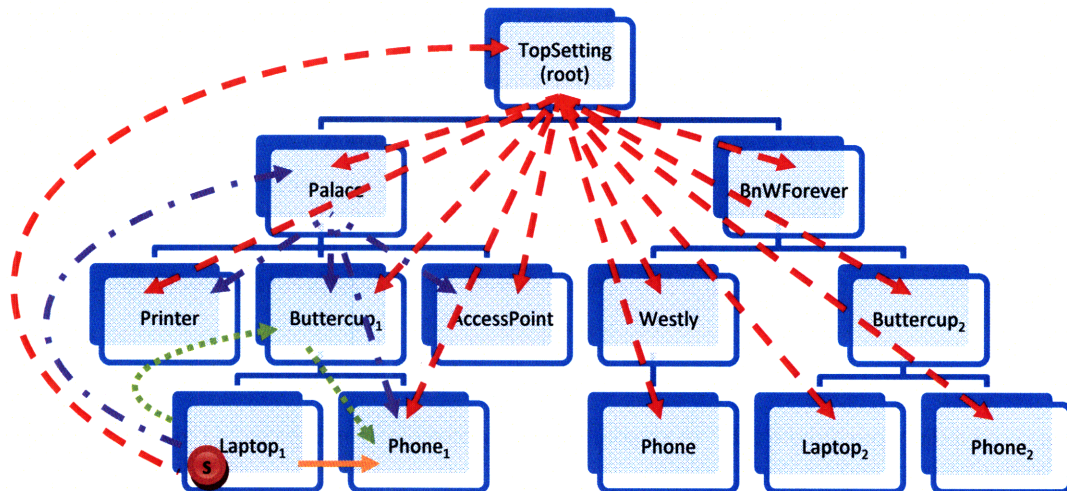 TopSetting
(root)
Palace
BnWForever
Printer
Buttercup₁
AccessPoint
Westly
Buttercup₂
Laptop₁
Phone₁
Phone
Laptop₂
Phone₂
S